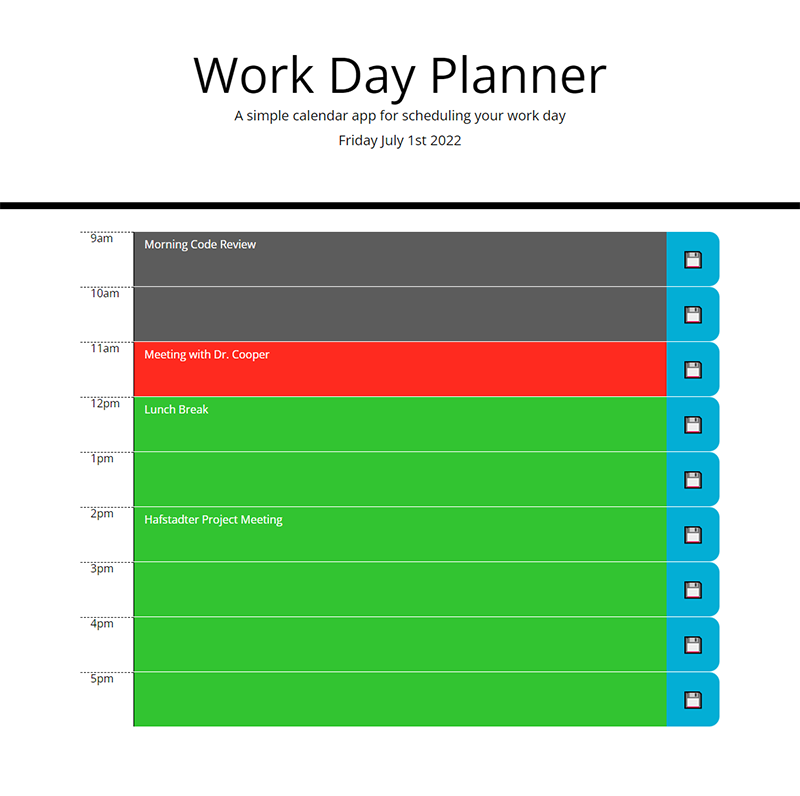 Work Day Planner
A simple calendar app for scheduling your work day
Friday July 1st 2022
9am
Morning Code Review
10am
11am
Meeting with Dr. Cooper
12pm
Lunch Break
1pm
2pm
Hafstadter Project Meeting
3pm
4pm
5pm